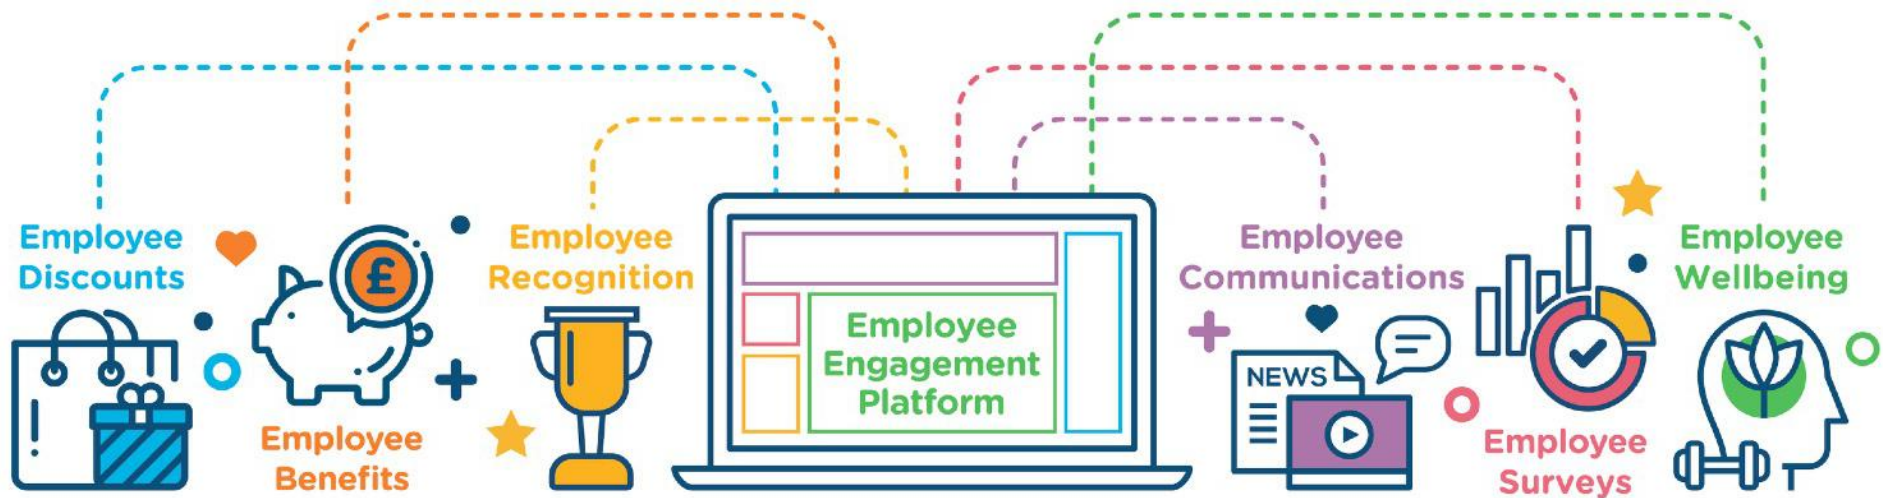 Employee
Discounts
£
Employee
Benefits
Employee
Recognition
Employee
Engagement
Platform
Employee
Communications
NEWS
Employee
Surveys
Employee
Wellbeing